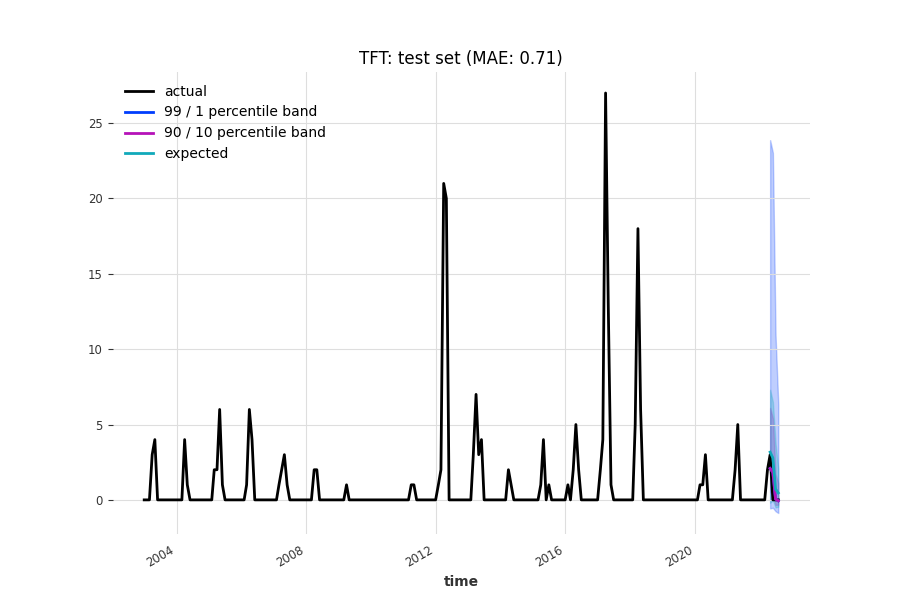 TFT: test set (MAE: 0.71)
actual
99 / 1 percentile band
90 / 10 percentile band
expected
25
20
15
10
5
0
2004
2008
2012
2016
2020
time